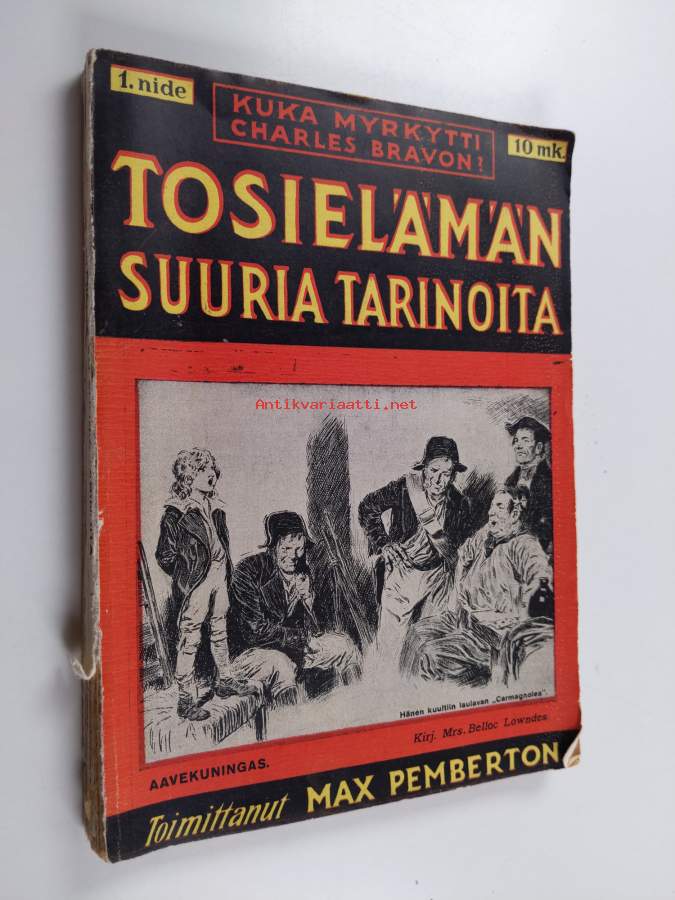 1. nide
KUKA MYRKYTTI
CHARLES BRAVON?
10 mk.
TOSIELÄMÄN
SUURIA TARINOITA
Antikvariaatti.net
Hänen kuultiin laulavan „Carmagnolea".
Kirj. Mrs. Belloc Lowndes
AAVEKUNINGAS.
Toimittanut MAX PEMBERTON